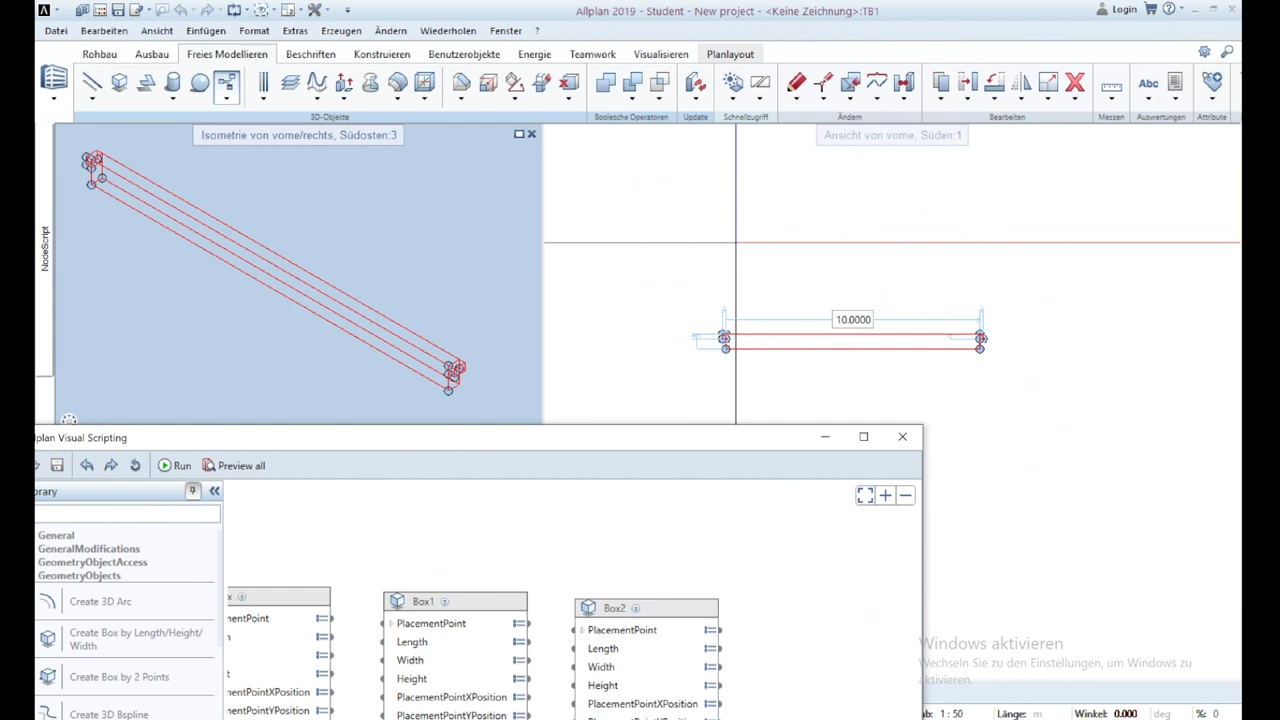 Allplan 2019 - Student - New project - <Keine Zeichnung>:TB1
Login
Datei Bearbeiten Ansicht Einfügen Format Extras Erzeugen Ändern Wiederholen Fenster ?
Rohbau Ausbau Freies Modellieren Beschriften Konstruieren Benutzerobjekte Energie Teamwork Visualisieren Planlayout
Abc
3D-Objekte Boolesche Operatoren Update Schnellzugriff Ändern Bearbeiten Messen Auswertungen Attribute
Isometrie von vorne/rechts, Südosten:3
Ansicht von vorne, Süden:1
NodeScript
10.0000
llplan Visual Scripting
Run Preview all
ibrary
General
GeneralModifications
GeometryObjectAccess
GeometryObjects
Create 3D Arc
Create Box by Length/Height/
Width
Create Box by 2 Points
Create 3D Bspline
x
mentPoint
mentPointXPosition
mentPointYPosition
Box1
PlacementPoint
Length
Width
Height
PlacementPointXPosition
PlacementPointYPosition
Box2
PlacementPoint
Length
Width
Height
PlacementPointXPosition
Windows aktivieren
Wechseln Sie zu den Einstellungen, um Windows zu
aktivieren.
ab: 1 : 50 Länge: m Winkel: 0.000 deg %: 0